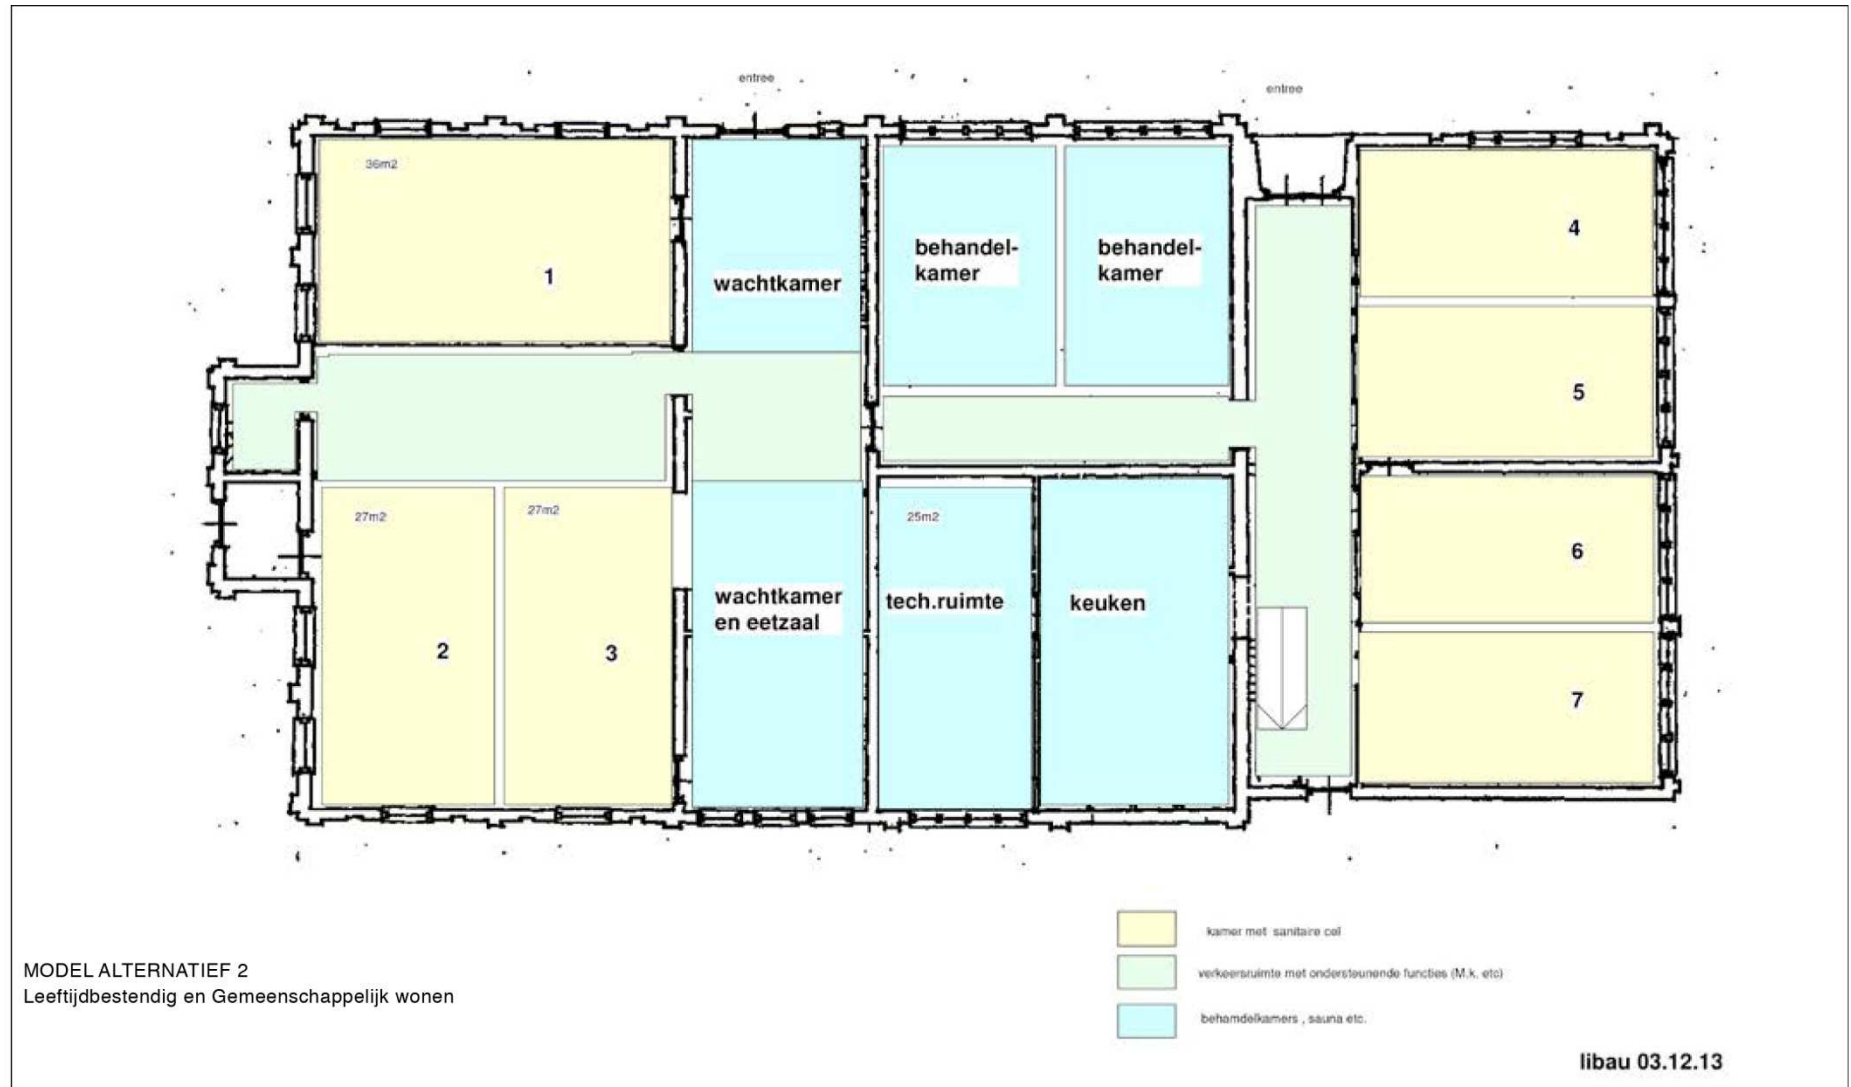 entree
entree
36m2
1
wachtkamer
behandel-
kamer
behandel-
kamer
4
5
27m2
27m2
2
3
wachtkamer
en eetzaal
25m2
tech.ruimte
keuken
6
7
kamer met sanitaire cel
verkeersruimte met ondersteunende functies (M.k. etc)
behamdelkamers , sauna etc.
MODEL ALTERNATIEF 2
Leeftijdbestendig en Gemeenschappelijk wonen
libau 03.12.13